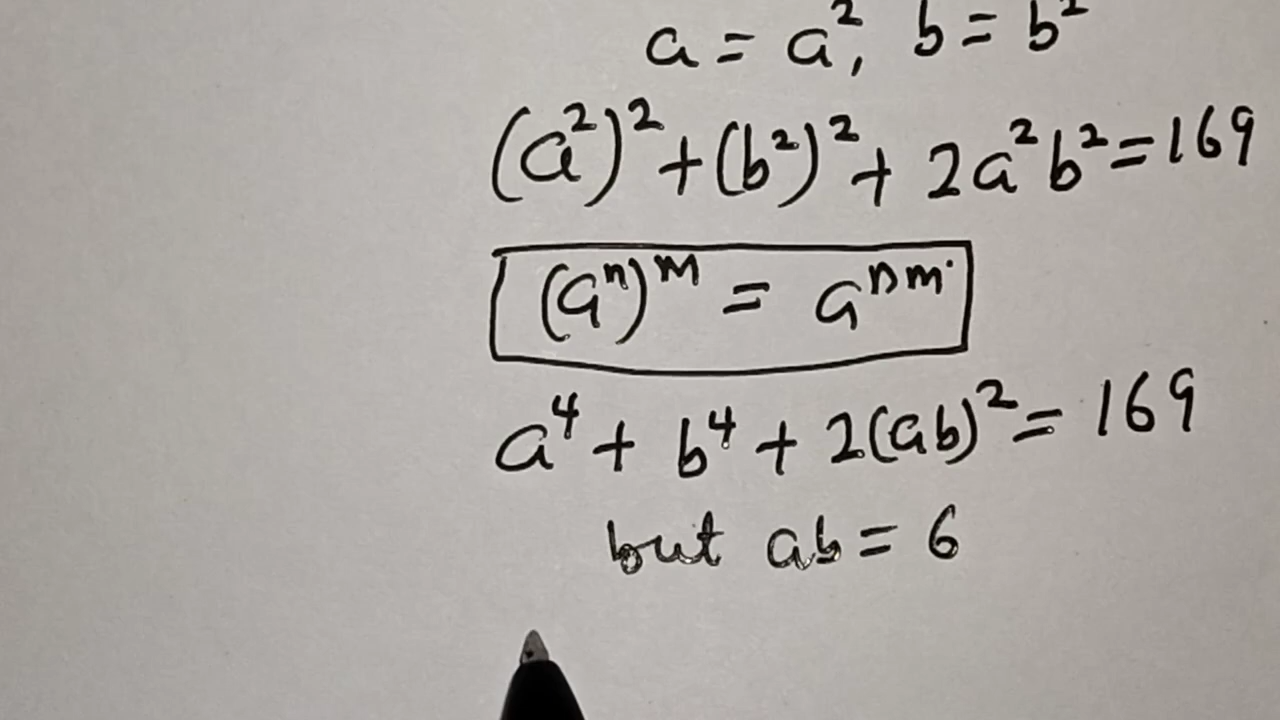 a = a², b = b²
(a²)² + (b²)² + 2a²b² = 169
(aⁿ)ᵐ = aⁿᵐ
a⁴ + b⁴ + 2(ab)² = 169
but ab = 6